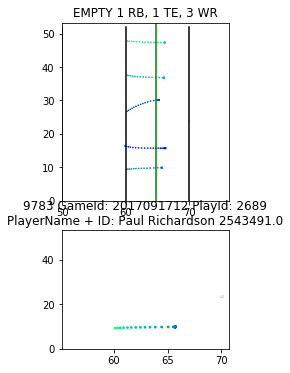 EMPTY 1 RB, 1 TE, 3 WR
50
40
30
20
10
0
50 60 70
9783 GameId: 2017091712 PlayId: 2689
PlayerName + ID: Paul Richardson 2543491.0
40
20
0
60 65 70